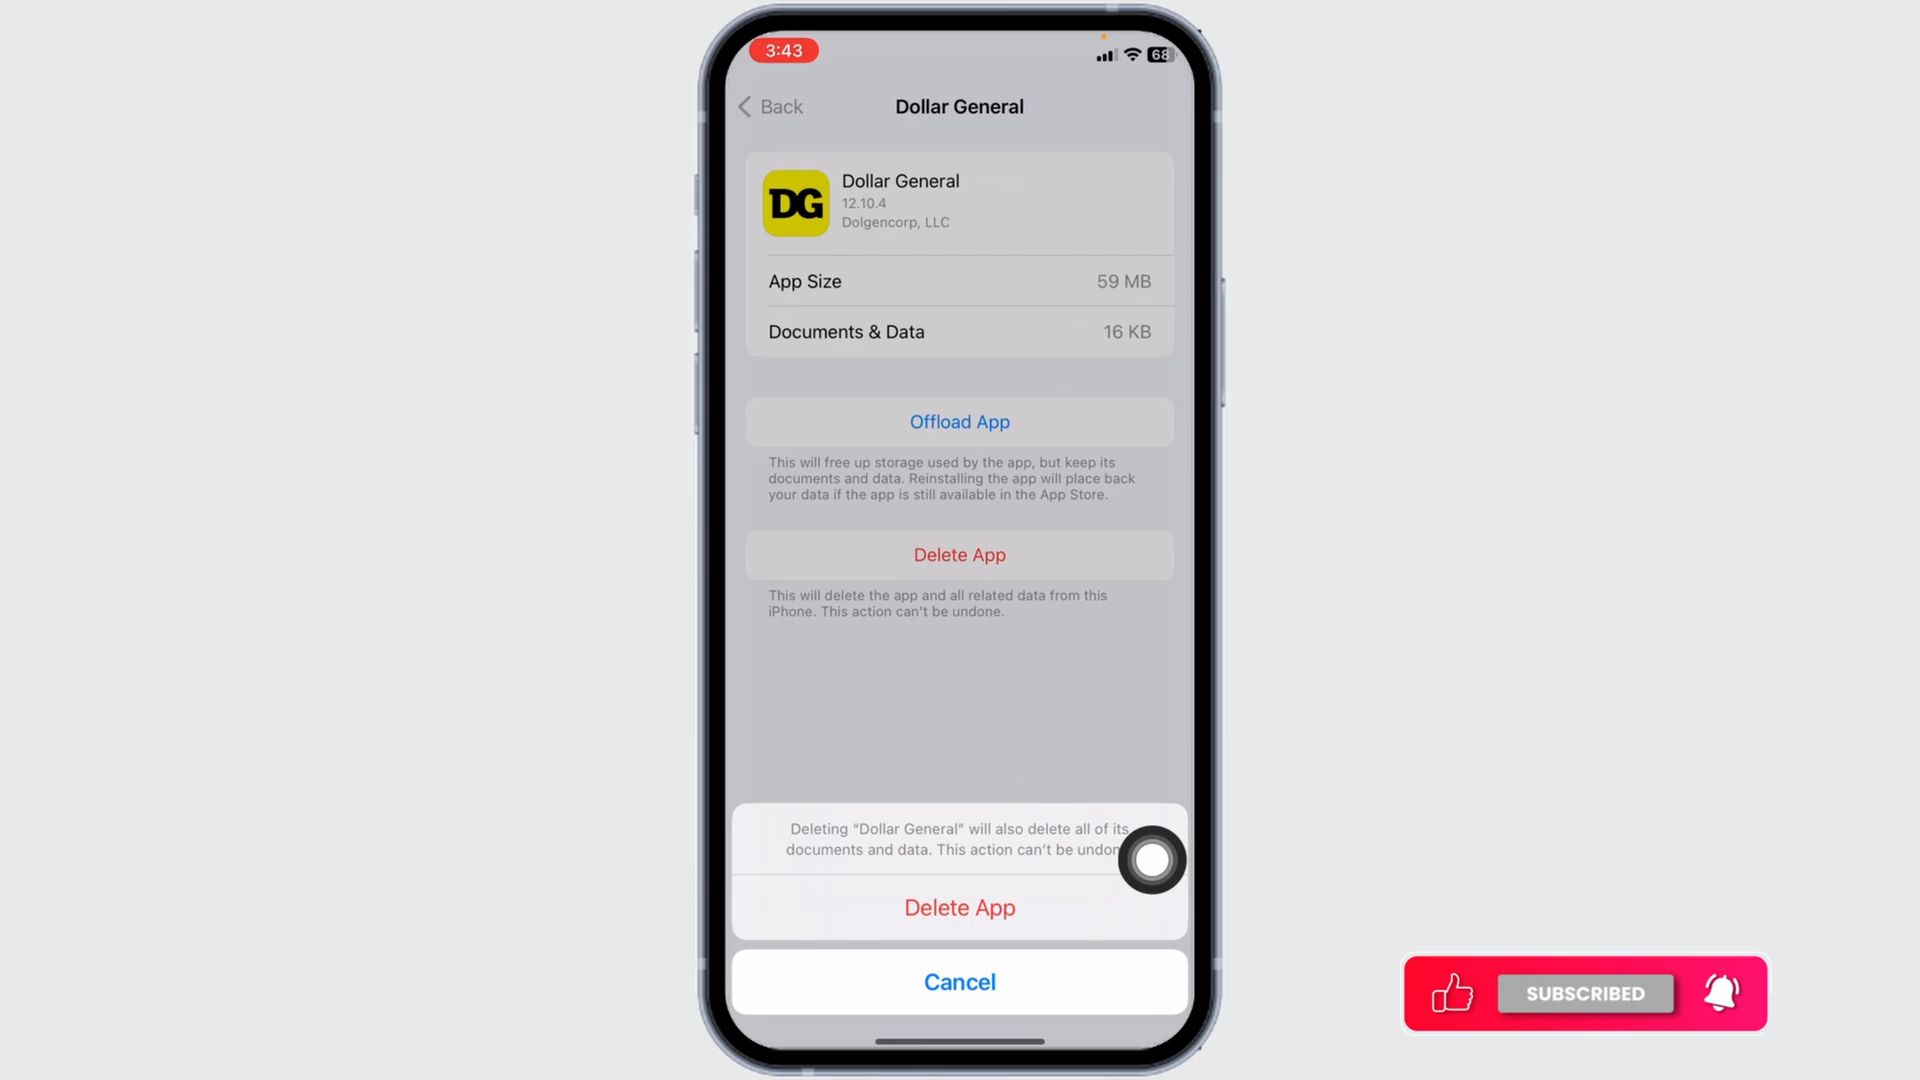 3:43
68
Back
Dollar General
DG
Dollar General
12.10.4
Dolgencorp, LLC
App Size 59 MB
Documents & Data 16 KB
Offload App
This will free up storage used by the app, but keep its
documents and data. Reinstalling the app will place back
your data if the app is still available in the App Store.
Delete App
This will delete the app and all related data from this
iPhone. This action can't be undone.
Deleting “Dollar General” will also delete all of its
documents and data. This action can't be undon
Delete App
Cancel
SUBSCRIBED